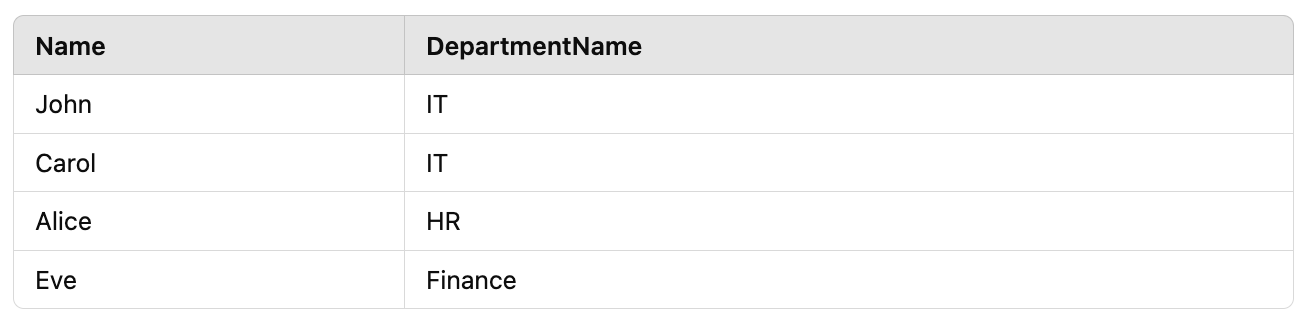 Name DepartmentName
John IT
Carol IT
Alice HR
Eve Finance